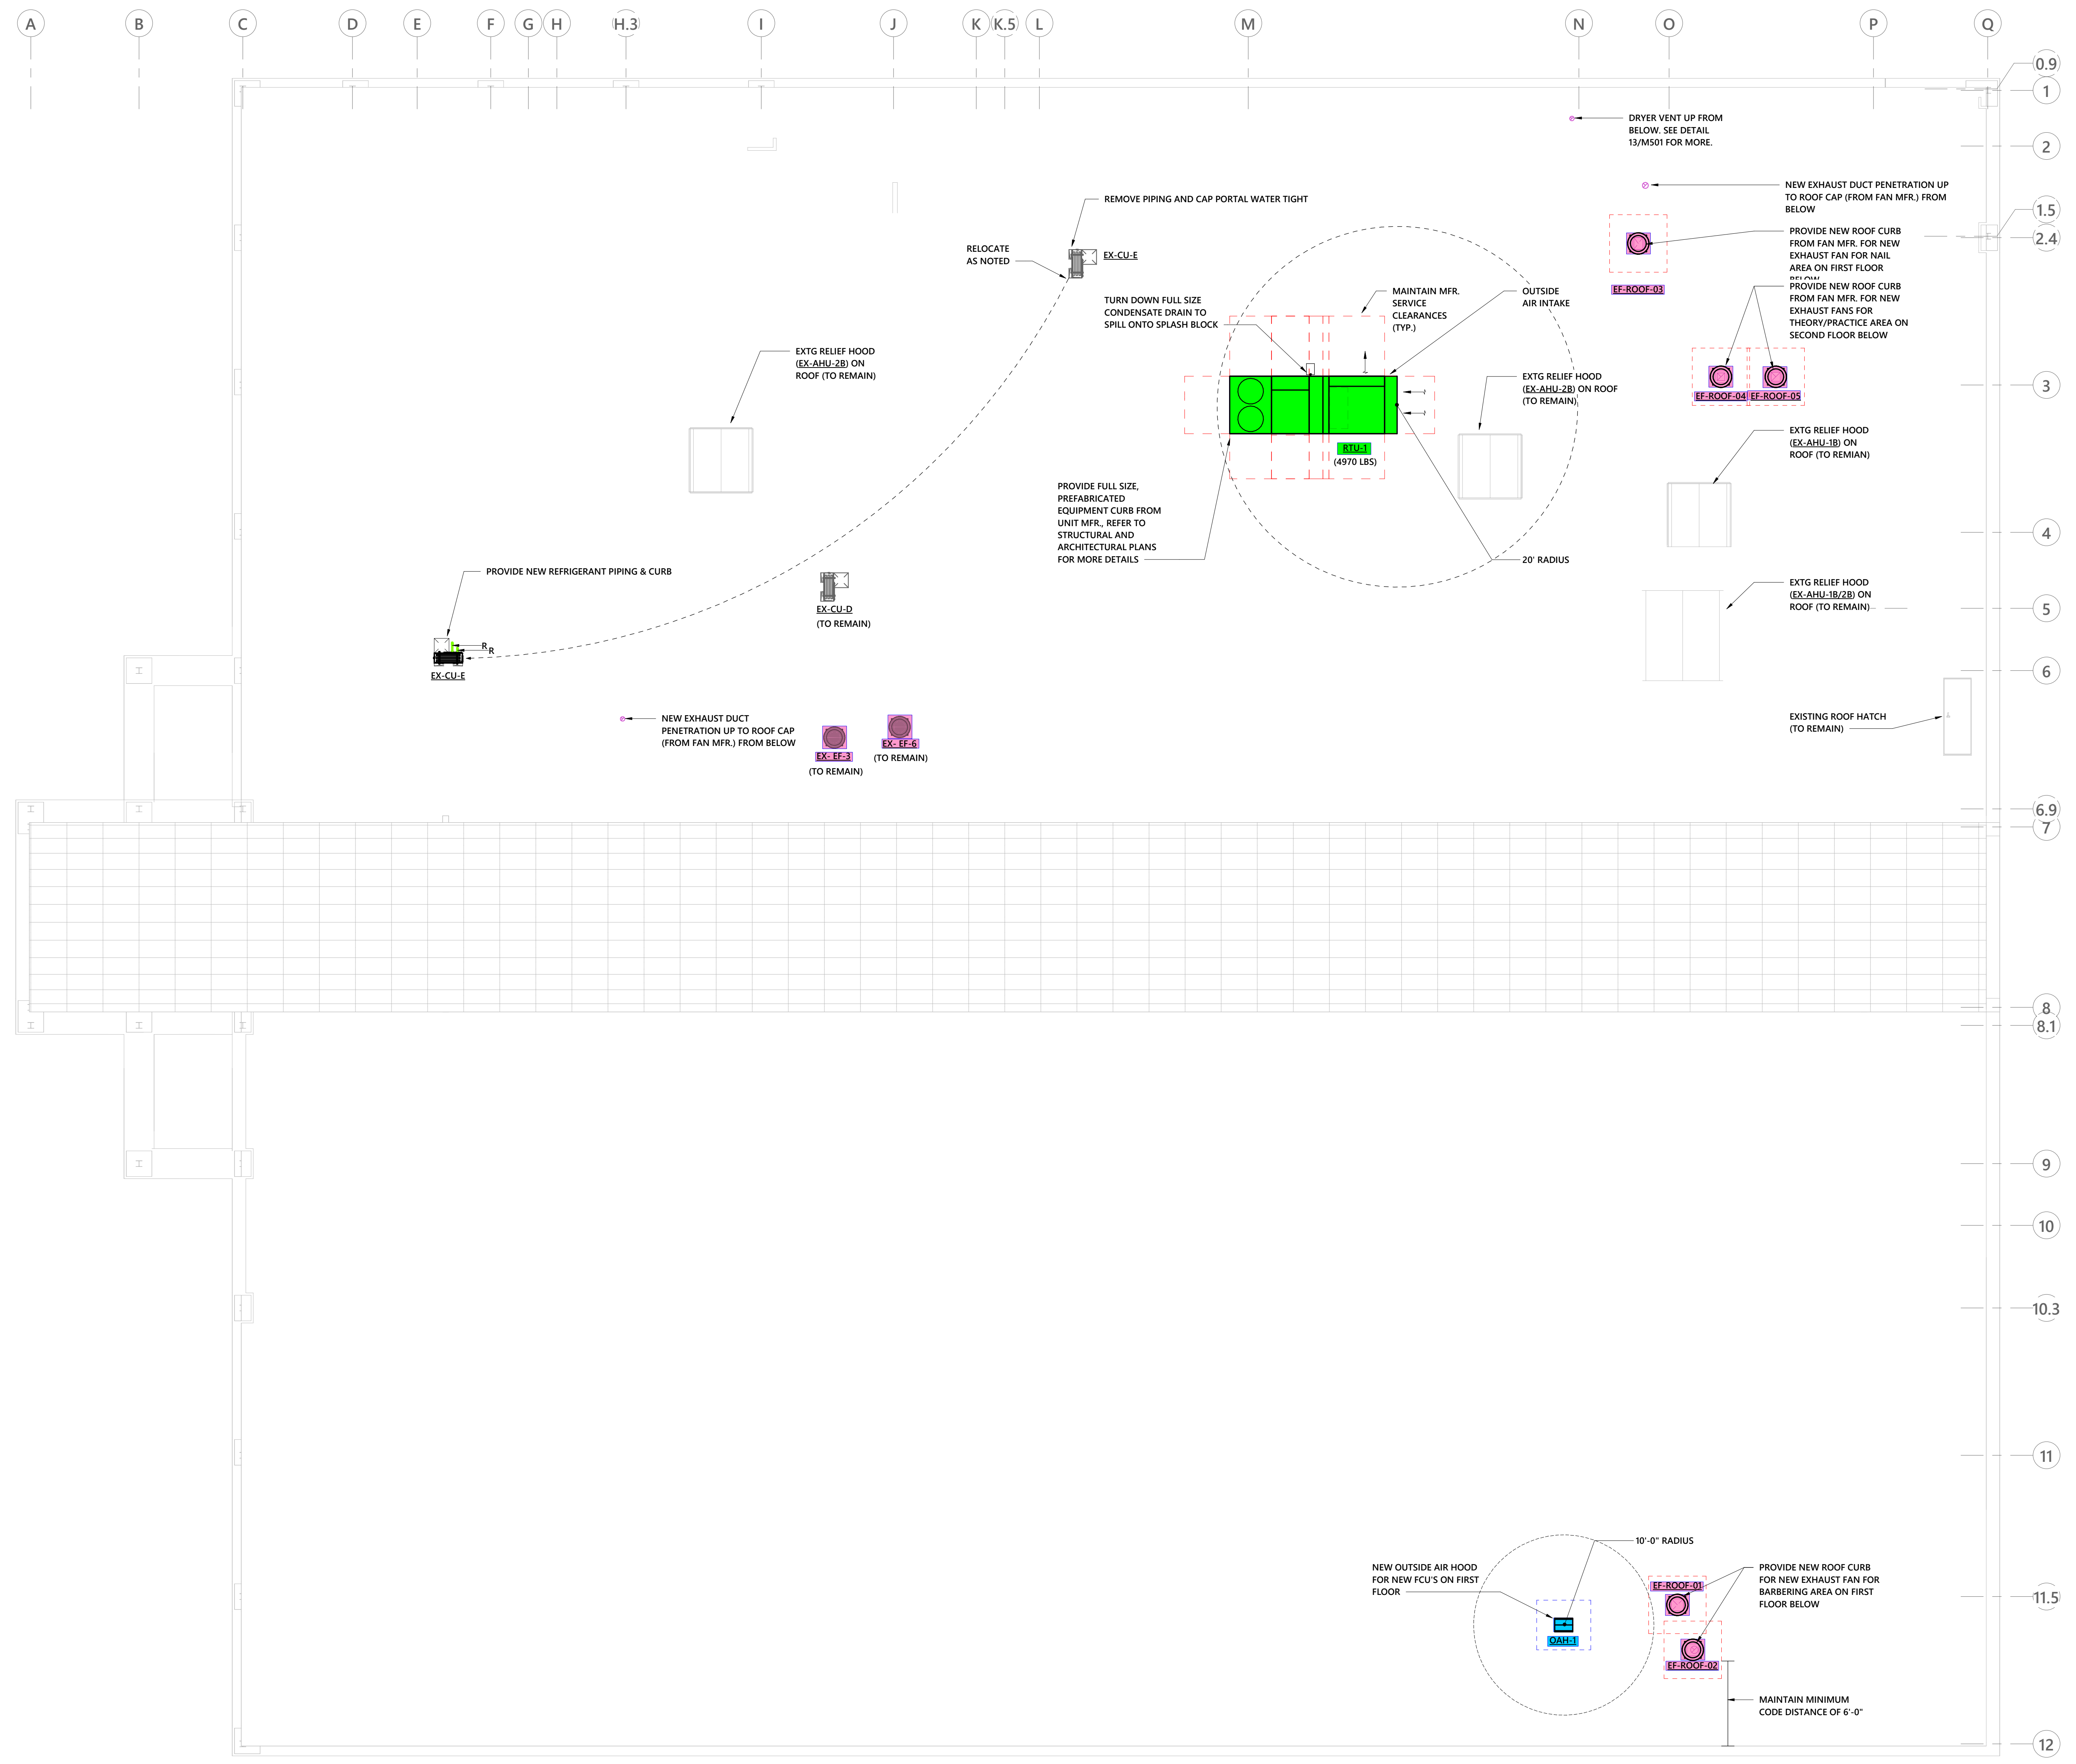 A
B
C
D
E
F
G
H
H.3
I
J
K
K.5
L
M
N
O
P
Q
0.9
1
2
1.5
2.4
3
4
5
6
6.9
7
8
8.1
9
10
10.3
11
11.5
12
DRYER VENT UP FROM
BELOW. SEE DETAIL
13/M501 FOR MORE.
NEW EXHAUST DUCT PENETRATION UP
TO ROOF CAP (FROM FAN MFR.) FROM
BELOW
REMOVE PIPING AND CAP PORTAL WATER TIGHT
RELOCATE
AS NOTED
EX-CU-E
PROVIDE NEW ROOF CURB
FROM FAN MFR. FOR NEW
EXHAUST FAN FOR NAIL
AREA ON FIRST FLOOR
BELOW
EF-ROOF-03
PROVIDE NEW ROOF CURB
FROM FAN MFR. FOR NEW
EXHAUST FANS FOR
THEORY/PRACTICE AREA ON
SECOND FLOOR BELOW
TURN DOWN FULL SIZE
CONDENSATE DRAIN TO
SPILL ONTO SPLASH BLOCK
MAINTAIN MFR.
SERVICE
CLEARANCES
(TYP.)
OUTSIDE
AIR INTAKE
EXTG RELIEF HOOD
(EX-AHU-2B) ON
ROOF (TO REMAIN)
EXTG RELIEF HOOD
(EX-AHU-2B) ON ROOF
(TO REMAIN)
EF-ROOF-04
EF-ROOF-05
EXTG RELIEF HOOD
(EX-AHU-1B) ON
ROOF (TO REMIAN)
RTU-1
(4970 LBS)
PROVIDE FULL SIZE,
PREFABRICATED
EQUIPMENT CURB FROM
UNIT MFR., REFER TO
STRUCTURAL AND
ARCHITECTURAL PLANS
FOR MORE DETAILS
20' RADIUS
PROVIDE NEW REFRIGERANT PIPING & CURB
EXTG RELIEF HOOD
(EX-AHU-1B/2B) ON
ROOF (TO REMAIN)
EX-CU-D
(TO REMAIN)
R
R
EX-CU-E
NEW EXHAUST DUCT
PENETRATION UP TO ROOF CAP
(FROM FAN MFR.) FROM BELOW
EX- EF-3
(TO REMAIN)
EX- EF-6
(TO REMAIN)
EXISTING ROOF HATCH
(TO REMAIN)
10'-0" RADIUS
NEW OUTSIDE AIR HOOD
FOR NEW FCU'S ON FIRST
FLOOR
OAH-1
EF-ROOF-01
EF-ROOF-02
PROVIDE NEW ROOF CURB
FOR NEW EXHAUST FAN FOR
BARBERING AREA ON FIRST
FLOOR BELOW
MAINTAIN MINIMUM
CODE DISTANCE OF 6'-0"